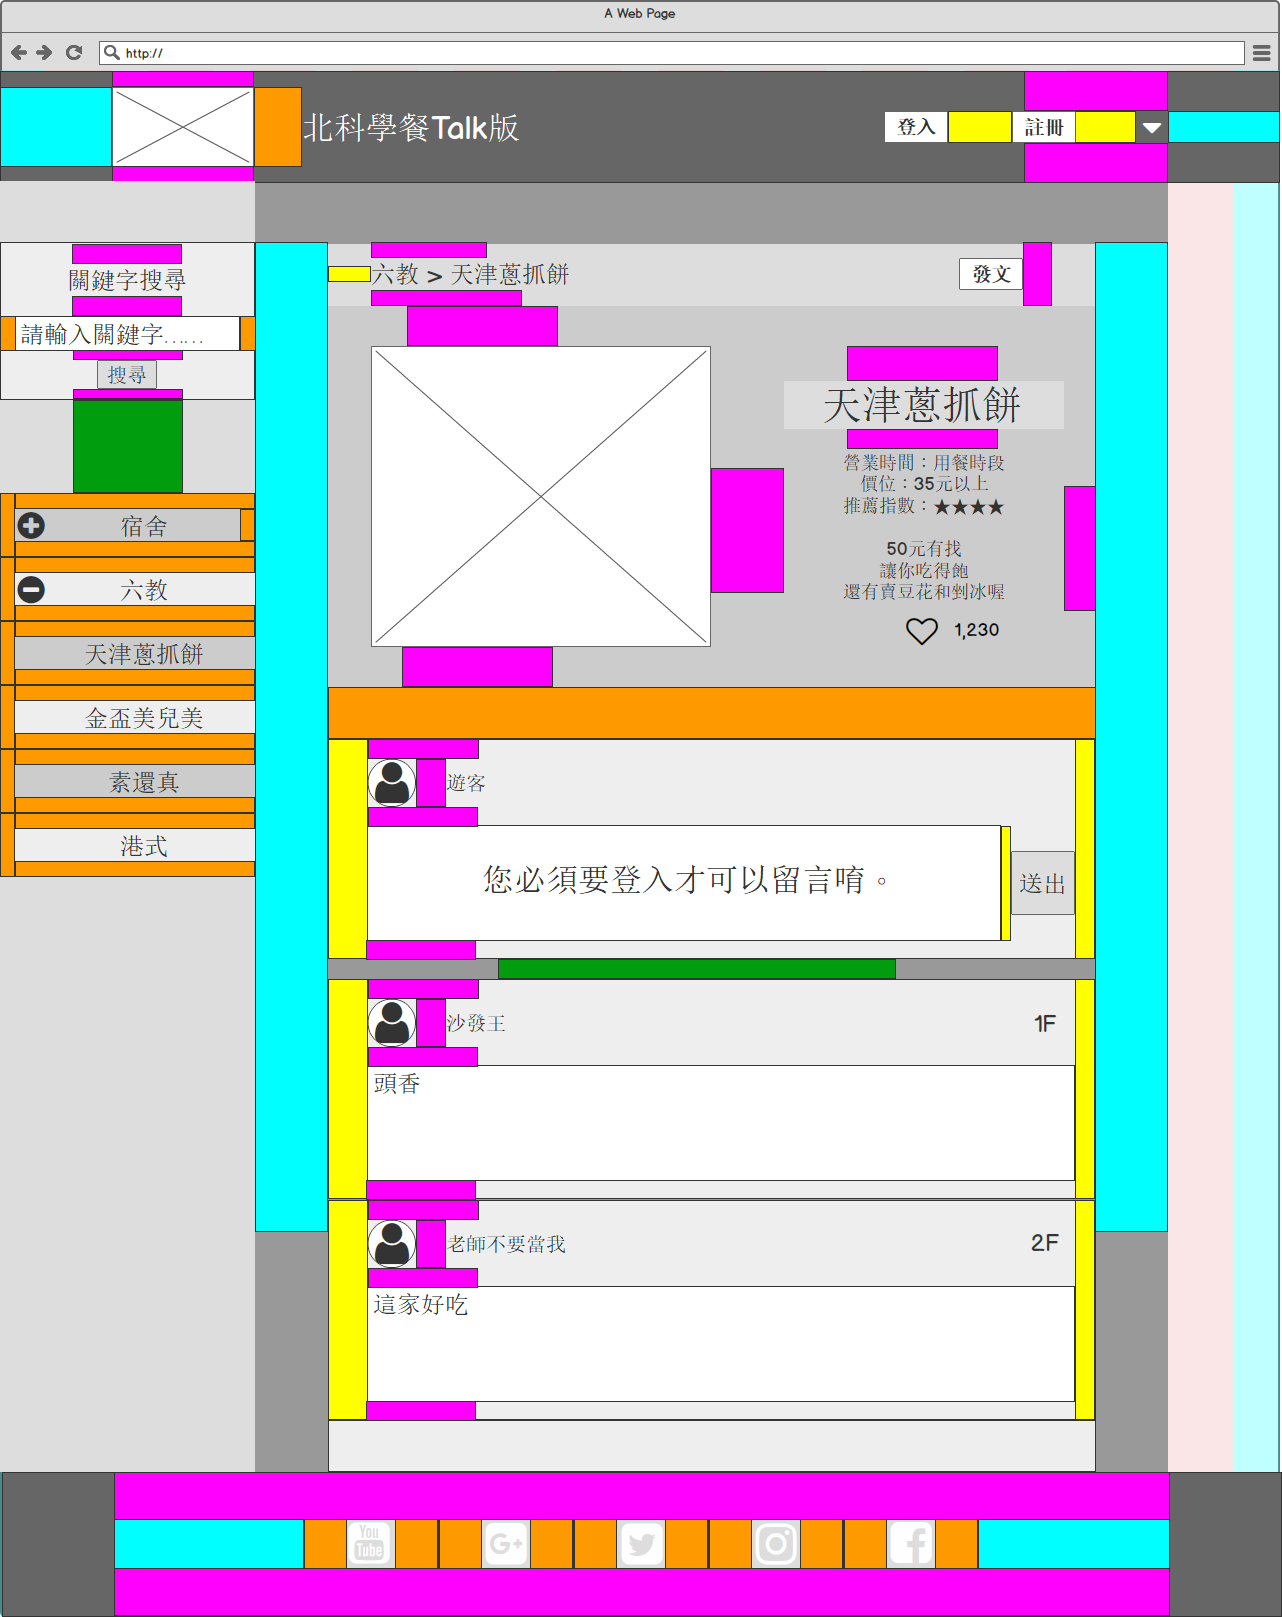 A Web Page
http://
北科學餐Talk版
登入
註冊
關鍵字搜尋
請輸入關鍵字……
搜尋
宿舍
六教
天津蔥抓餅
金盃美兒美
素還真
港式
六教 > 天津蔥抓餅
發文
天津蔥抓餅
營業時間：用餐時段
價位：35元以上
推薦指數：★★★★
50元有找
讓你吃得飽
還有賣豆花和剉冰喔
1,230
遊客
您必須要登入才可以留言唷。
送出
沙發王
1F
頭香
老師不要當我
2F
這家好吃
You
Tube
G+